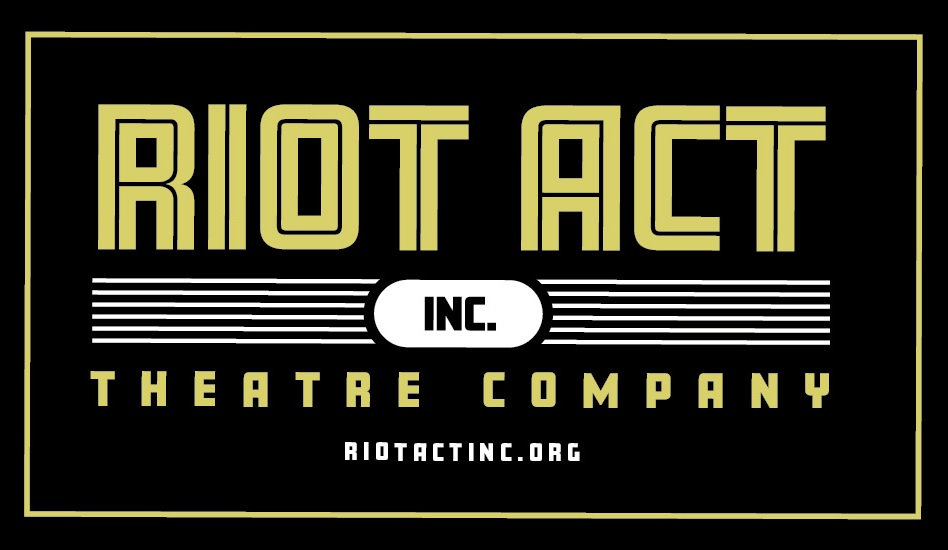 RIOT ACT
INC.
THEATRE COMPANY
RIOTACTINC.ORG